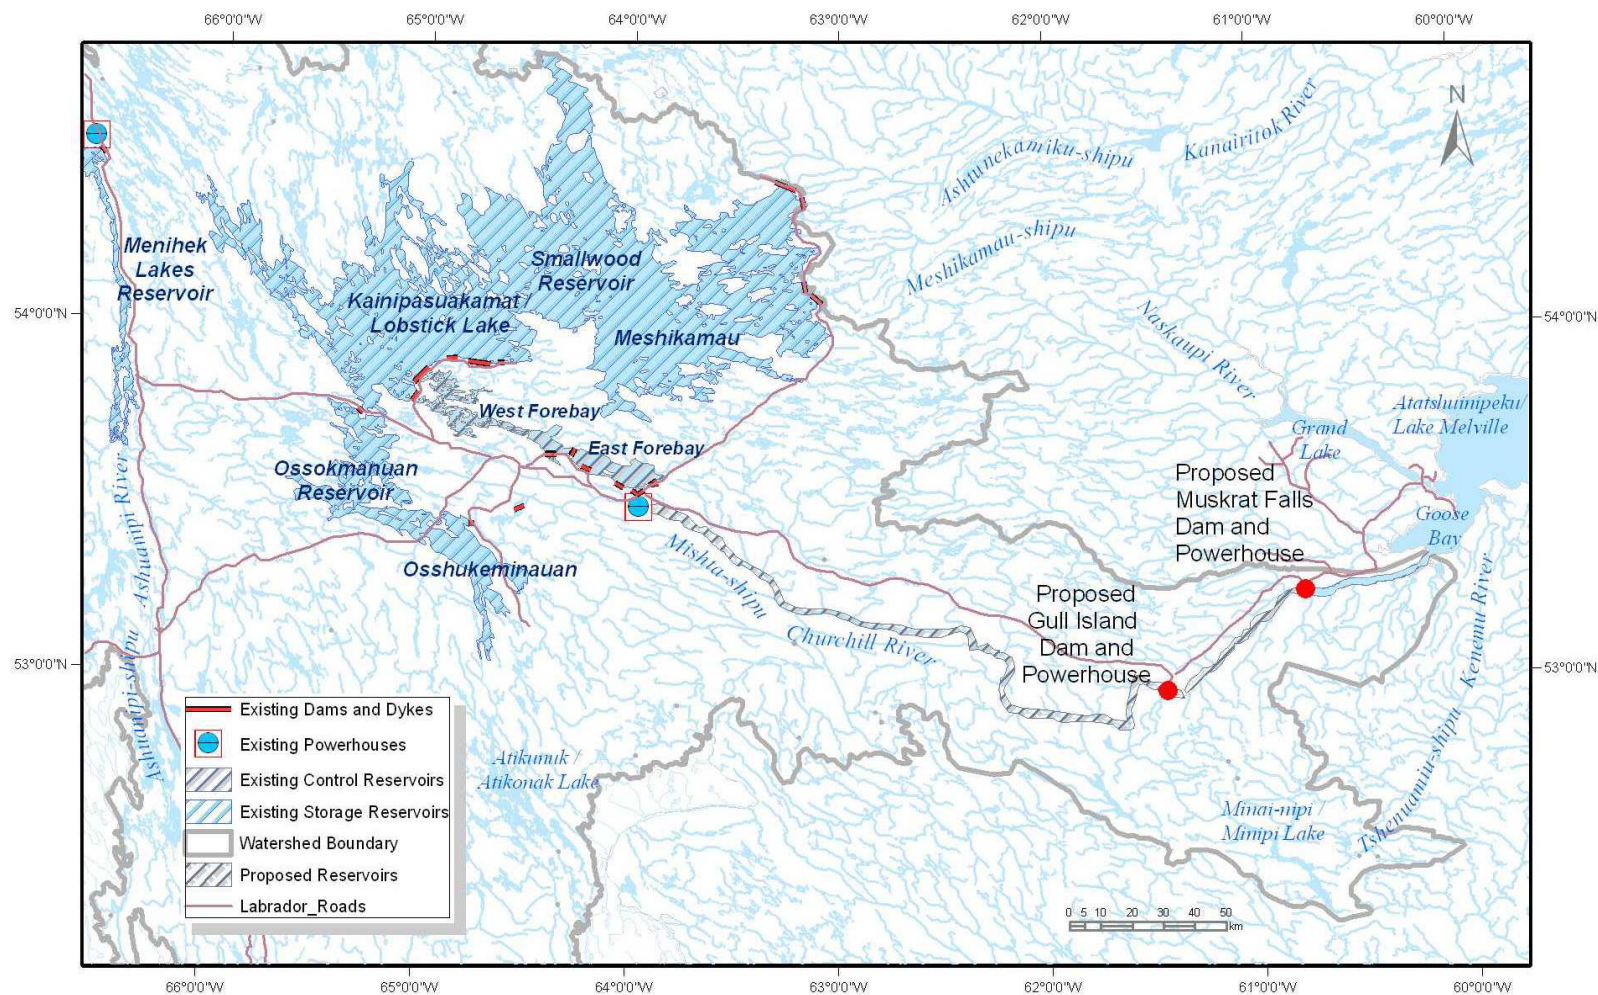 66°0'0"W
65°0'0"W
64°0'0"W
63°0'0"W
62°0'0"W
61°0'0"W
60°0'0"W
N
Kanairitok River
Ashtunekamiku-shipu
Meshikamau-shipu
Menihek
Lakes
Reservoir
Smallwood
Reservoir
Kainipasuakamat /
Lobstick Lake
Meshikamau
54°0'0"N
54°0'0"N
Naskaupi River
West Forebay
East Forebay
Grand
Lake
Atatshuinipeku/
Lake Melville
Ossokmanuan
Reservoir
Proposed
Muskrat Falls
Dam and
Powerhouse
Goose
Bay
Ashuanipi River
Ashuanipi-shipu
Osshukeminauan
Mishta-shipu
Churchill River
Proposed
Gull Island
Dam and
Powerhouse
Kenemu River
Tshenuamiu-shipu
53°0'0"N
53°0'0"N
Existing Dams and Dykes
Existing Powerhouses
Existing Control Reservoirs
Existing Storage Reservoirs
Watershed Boundary
Proposed Reservoirs
Labrador_Roads
Atikunuk /
Atikonak Lake
Minai-nipi /
Minipi Lake
0 5 10 20 30 40 50
km
66°0'0"W
65°0'0"W
64°0'0"W
63°0'0"W
62°0'0"W
61°0'0"W
60°0'0"W